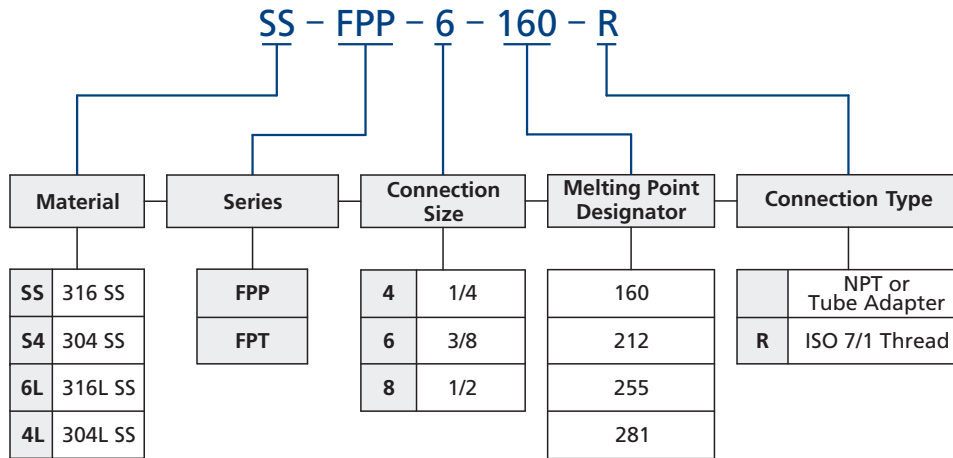 SS – FPP – 6 – 160 – R
Material
Series
Connection
Size
Melting Point
Designator
Connection Type
SS 316 SS
S4 304 SS
6L 316L SS
4L 304L SS
FPP
FPT
4 1/4
6 3/8
8 1/2
160
212
255
281
NPT or
Tube Adapter
R ISO 7/1 Thread